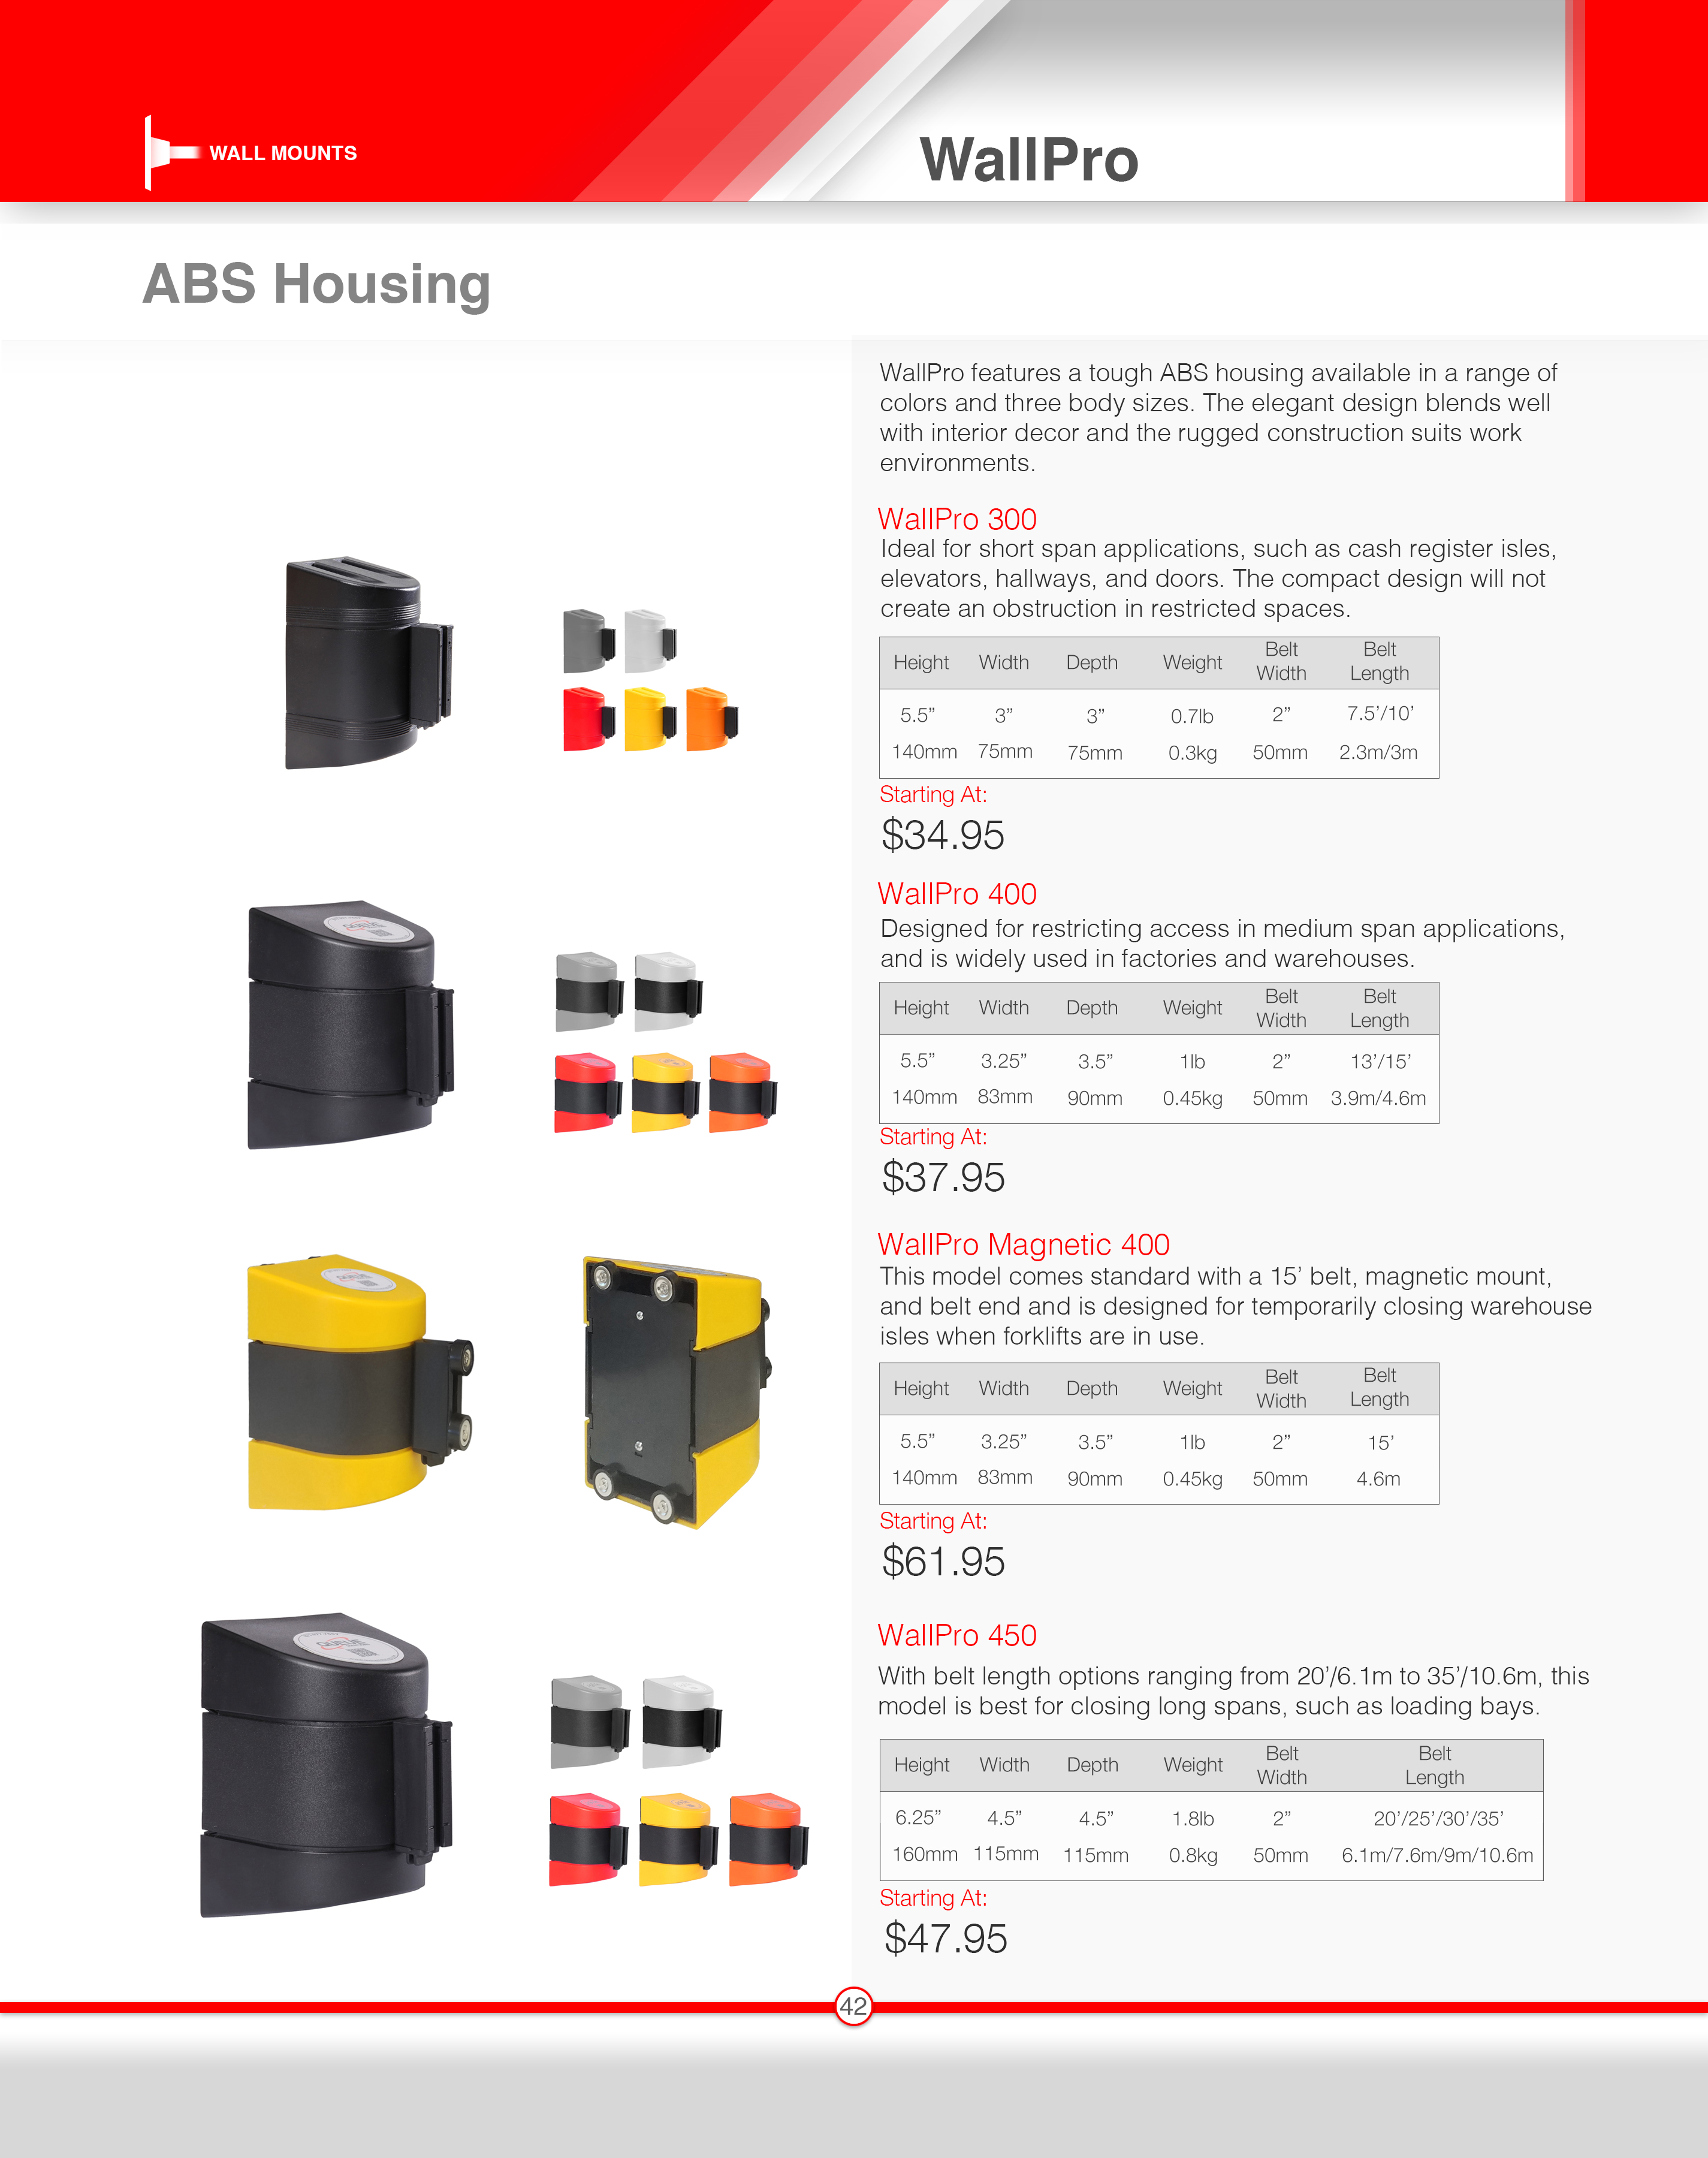 WALL MOUNTS
WallPro
ABS Housing
WallPro features a tough ABS housing available in a range of
colors and three body sizes. The elegant design blends well
with interior decor and the rugged construction suits work
environments.
WallPro 300
Ideal for short span applications, such as cash register isles,
elevators, hallways, and doors. The compact design will not
create an obstruction in restricted spaces.
Height Width Depth Weight Belt Width Belt Length
5.5” 3” 3” 0.7lb 2” 7.5’/10’
140mm 75mm 75mm 0.3kg 50mm 2.3m/3m
Starting At:
$34.95
WallPro 400
Designed for restricting access in medium span applications,
and is widely used in factories and warehouses.
Height Width Depth Weight Belt Width Belt Length
5.5” 3.25” 3.5” 1lb 2” 13’/15’
140mm 83mm 90mm 0.45kg 50mm 3.9m/4.6m
Starting At:
$37.95
WallPro Magnetic 400
This model comes standard with a 15’ belt, magnetic mount,
and belt end and is designed for temporarily closing warehouse
isles when forklifts are in use.
Height Width Depth Weight Belt Width Belt Length
5.5” 3.25” 3.5” 1lb 2” 15’
140mm 83mm 90mm 0.45kg 50mm 4.6m
Starting At:
$61.95
WallPro 450
With belt length options ranging from 20’/6.1m to 35’/10.6m, this
model is best for closing long spans, such as loading bays.
Height Width Depth Weight Belt Width Belt Length
6.25” 4.5” 4.5” 1.8lb 2” 20’/25’/30’/35’
160mm 115mm 115mm 0.8kg 50mm 6.1m/7.6m/9m/10.6m
Starting At:
$47.95
42